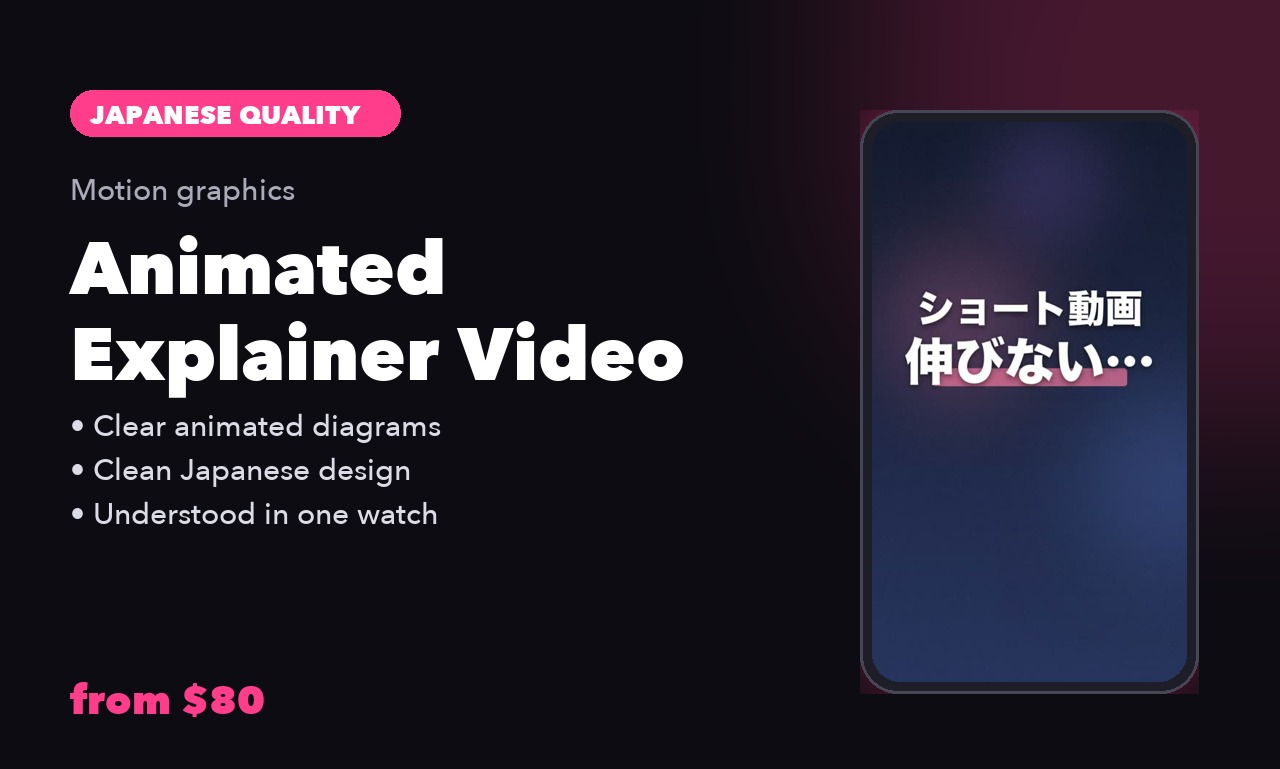 JAPANESE QUALITY
Motion graphics
Animated
Explainer Video
• Clear animated diagrams
• Clean Japanese design
• Understood in one watch
from $80
ショート動画
伸びない…